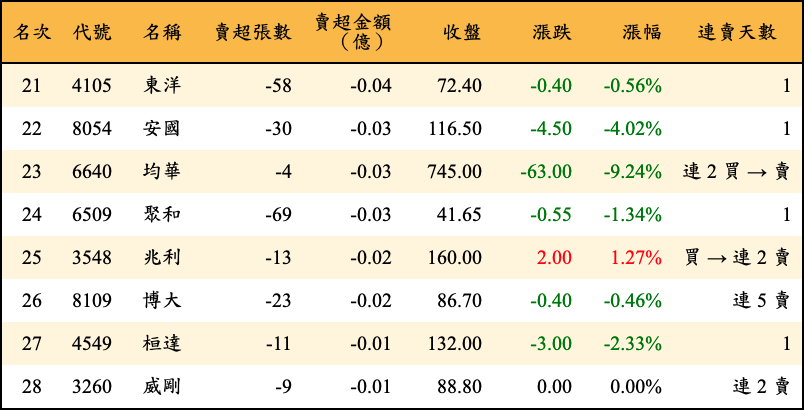 名次 代號 名稱 賣超張數 賣超金額（億） 收盤 漲跌 漲幅 連賣天數
21 4105 東洋 -58 -0.04 72.40 -0.40 -0.56% 1
22 8054 安國 -30 -0.03 116.50 -4.50 -4.02% 1
23 6640 均華 -4 -0.03 745.00 -63.00 -9.24% 連 2 買 → 賣
24 6509 聚和 -69 -0.03 41.65 -0.55 -1.34% 1
25 3548 兆利 -13 -0.02 160.00 2.00 1.27% 買 → 連 2 賣
26 8109 博大 -23 -0.02 86.70 -0.40 -0.46% 連 5 賣
27 4549 桓達 -11 -0.01 132.00 -3.00 -2.33% 1
28 3260 威剛 -9 -0.01 88.80 0.00 0.00% 連 2 賣